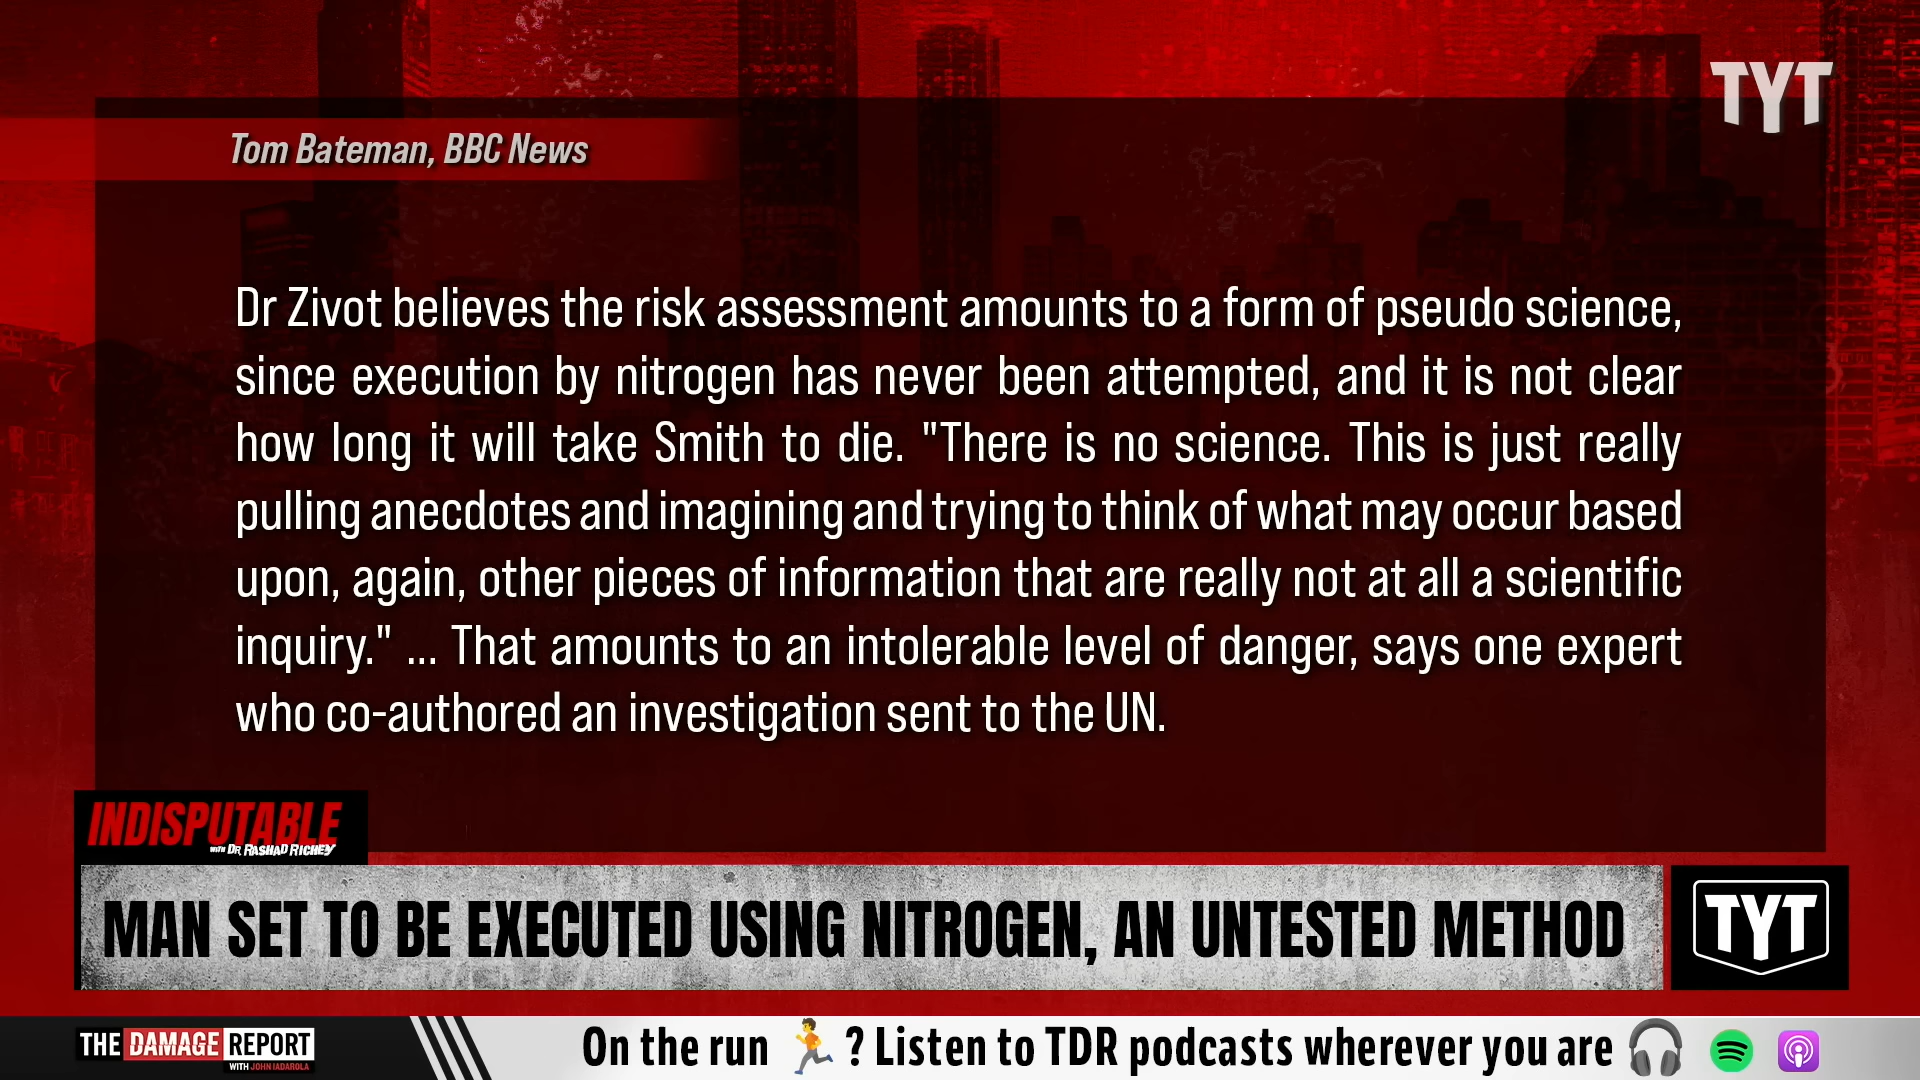 TYT
Tom Bateman, BBC News
Dr Zivot believes the risk assessment amounts to a form of pseudo science,
since execution by nitrogen has never been attempted, and it is not clear
how long it will take Smith to die. "There is no science. This is just really
pulling anecdotes and imagining and trying to think of what may occur based
upon, again, other pieces of information that are really not at all a scientific
inquiry." ... That amounts to an intolerable level of danger, says one expert
who co-authored an investigation sent to the UN.
INDISPUTABLE
WITH DR RASHAD RICHEY
MAN SET TO BE EXECUTED USING NITROGEN, AN UNTESTED METHOD
TYT
THE DAMAGE REPORT
WITH JOHN IADAROLA
On the run 🏃? Listen to TDR podcasts wherever you are 🎧